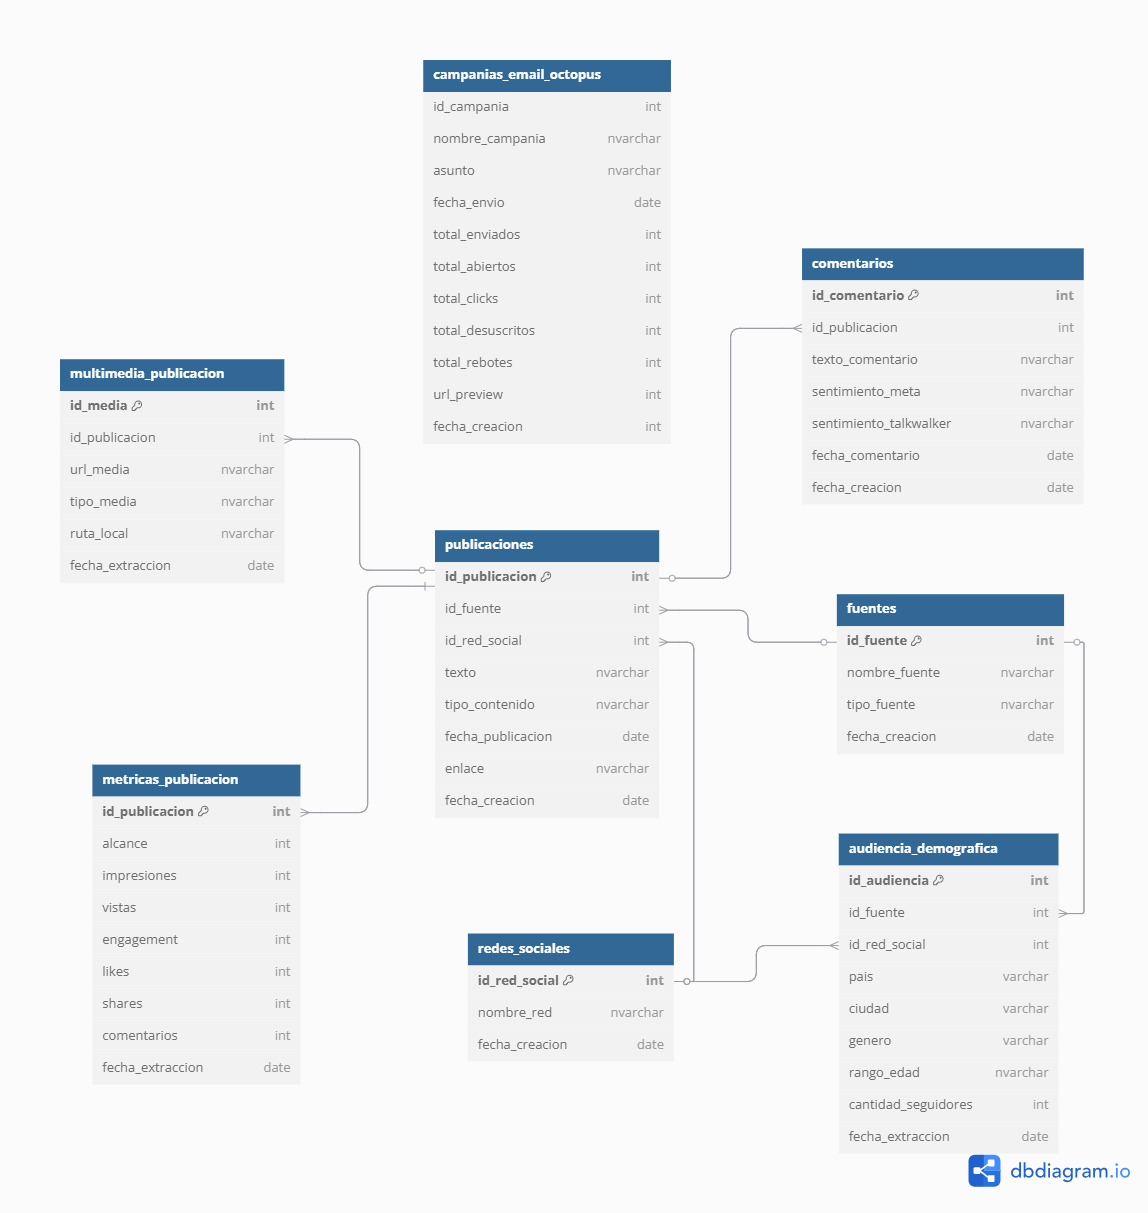 campanias_email_octopus
id_campania int
nombre_campania nvarchar
asunto nvarchar
fecha_envio date
total_enviados int
total_abiertos int
total_clicks int
total_desuscritos int
total_rebotes int
url_preview int
fecha_creacion int
comentarios
id_comentario int
id_publicacion int
texto_comentario nvarchar
sentimiento_meta nvarchar
sentimiento_talkwalker nvarchar
fecha_comentario date
fecha_creacion date
multimedia_publicacion
id_media int
id_publicacion int
url_media nvarchar
tipo_media nvarchar
ruta_local nvarchar
fecha_extraccion date
publicaciones
id_publicacion int
id_fuente int
id_red_social int
texto nvarchar
tipo_contenido nvarchar
fecha_publicacion date
enlace nvarchar
fecha_creacion date
fuentes
id_fuente int
nombre_fuente nvarchar
tipo_fuente nvarchar
fecha_creacion date
metricas_publicacion
id_publicacion int
alcance int
impresiones int
vistas int
engagement int
likes int
shares int
comentarios int
fecha_extraccion date
redes_sociales
id_red_social int
nombre_red nvarchar
fecha_creacion date
audiencia_demografica
id_audiencia int
id_fuente int
id_red_social int
pais varchar
ciudad varchar
genero varchar
rango_edad nvarchar
cantidad_seguidores int
fecha_extraccion date
dbdiagram.io